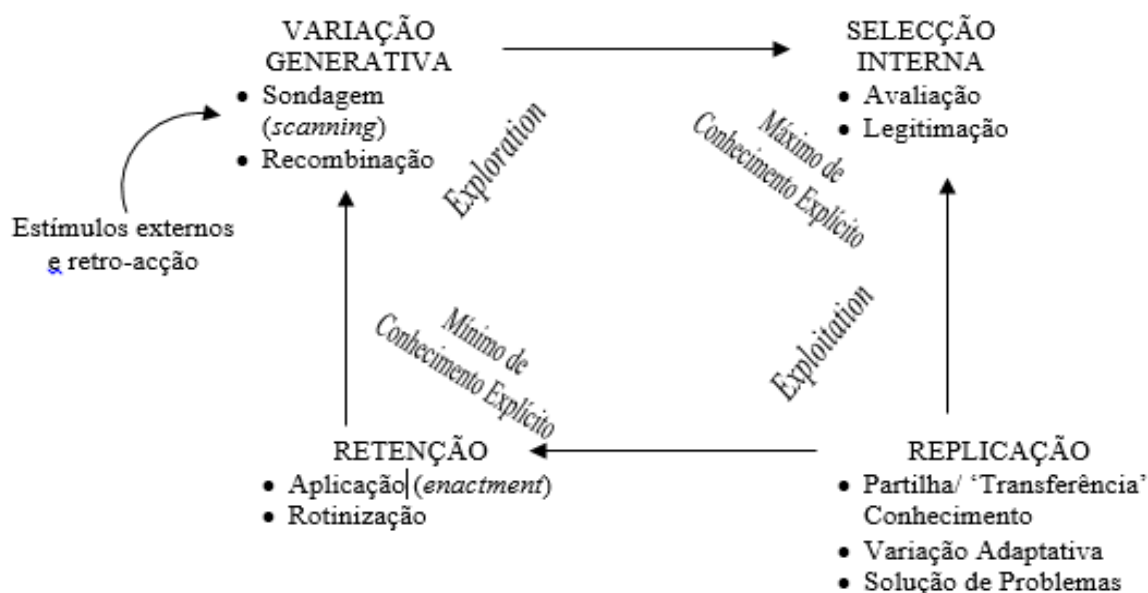 VARIAÇÃO
GENERATIVA
• Sondagem
(scanning)
• Recombinação
SELECÇÃO
INTERNA
• Avaliação
• Legitimação
Exploration
Máximo de
Conhecimento Explícito
Estímulos externos
e retro-acção
Mínimo de
Conhecimento Explícito
Exploitation
RETENÇÃO
• Aplicação (enactment)
• Rotinização
REPLICAÇÃO
• Partilha/ ‘Transferência’
Conhecimento
• Variação Adaptativa
• Solução de Problemas